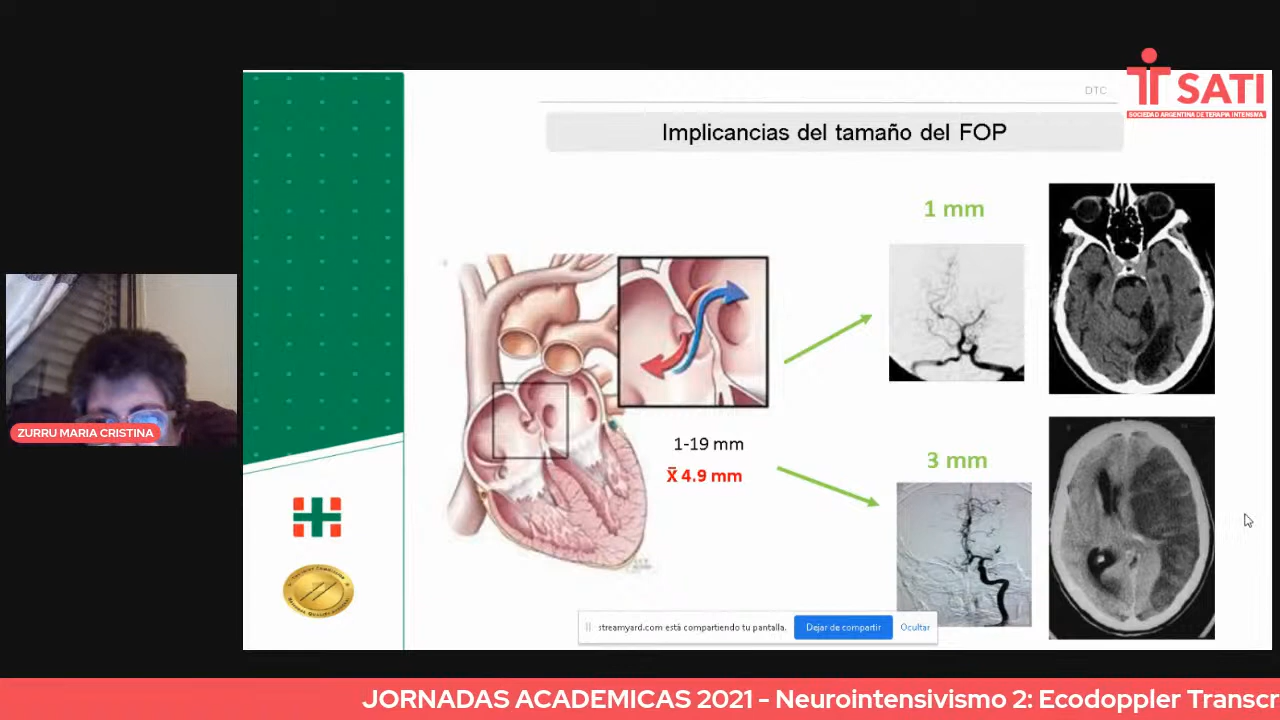 DTC
SATI
SOCIEDAD ARGENTINA DE TERAPIA INTENSIVA
Implicancias del tamaño del FOP
1 mm
1-19 mm
X̄ 4.9 mm
3 mm
ZURRU MARIA CRISTINA
streamyard.com está compartiendo tu pantalla.
Dejar de compartir
Ocultar
JORNADAS ACADEMICAS 2021 - Neurointensivismo 2: Ecodoppler Transcr